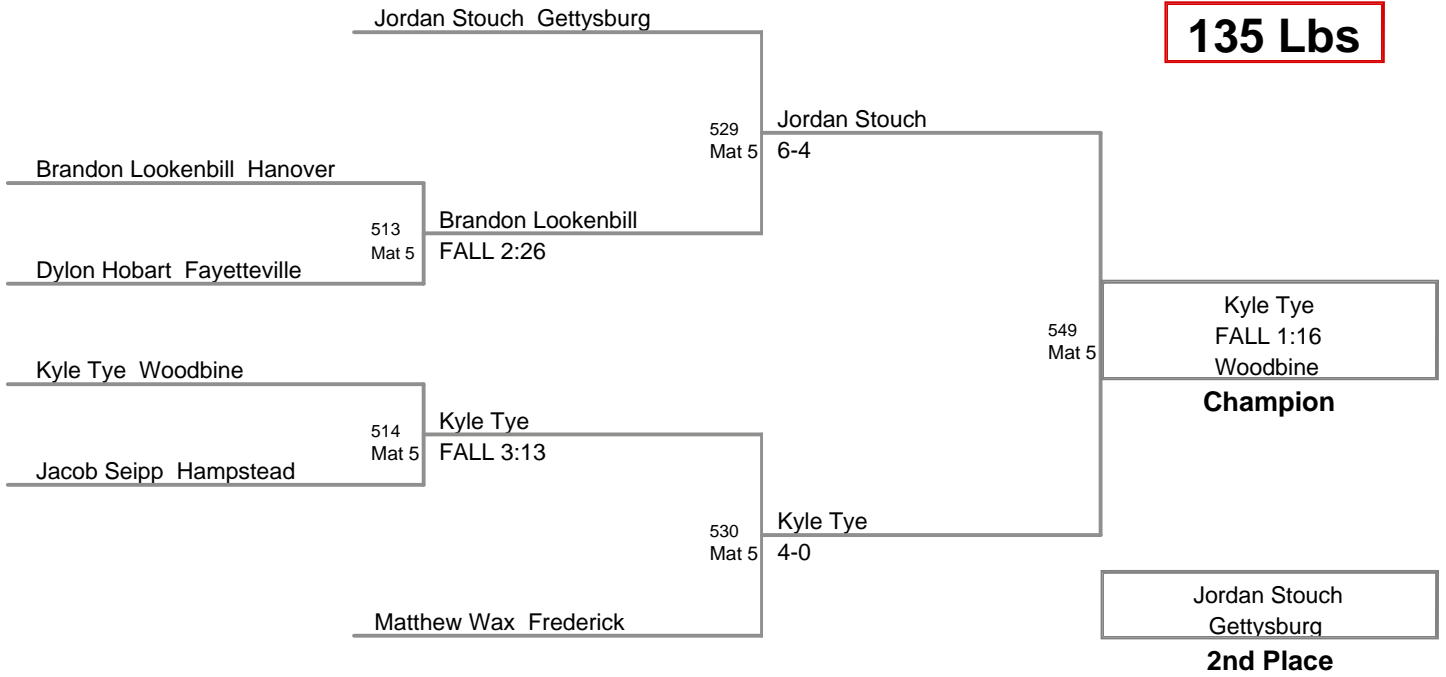 Jordan Stouch Gettysburg
135 Lbs
529
Mat 5
Jordan Stouch
6-4
Brandon Lookenbill Hanover
513
Mat 5
Brandon Lookenbill
FALL 2:26
Dylon Hobart Fayetteville
549
Mat 5
Kyle Tye
FALL 1:16
Woodbine
Champion
Kyle Tye Woodbine
514
Mat 5
Kyle Tye
FALL 3:13
Jacob Seipp Hampstead
530
Mat 5
Kyle Tye
4-0
Matthew Wax Frederick
Jordan Stouch
Gettysburg
2nd Place